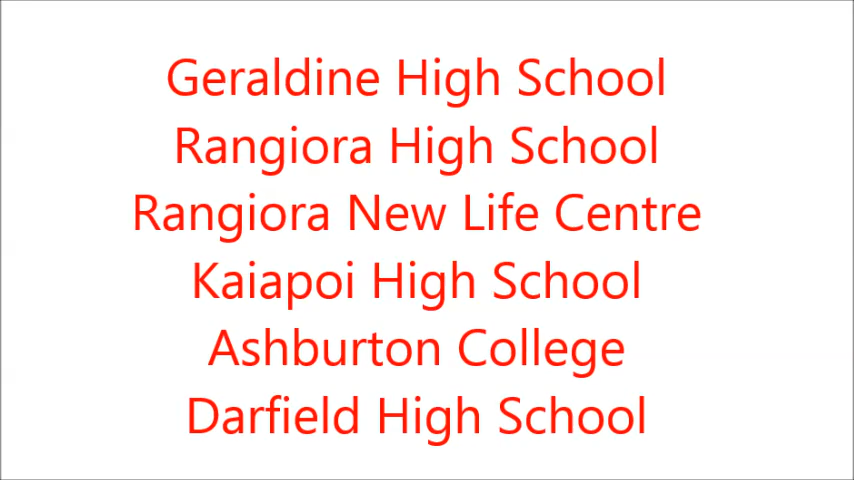 Geraldine High School
Rangiora High School
Rangiora New Life Centre
Kaiapoi High School
Ashburton College
Darfield High School